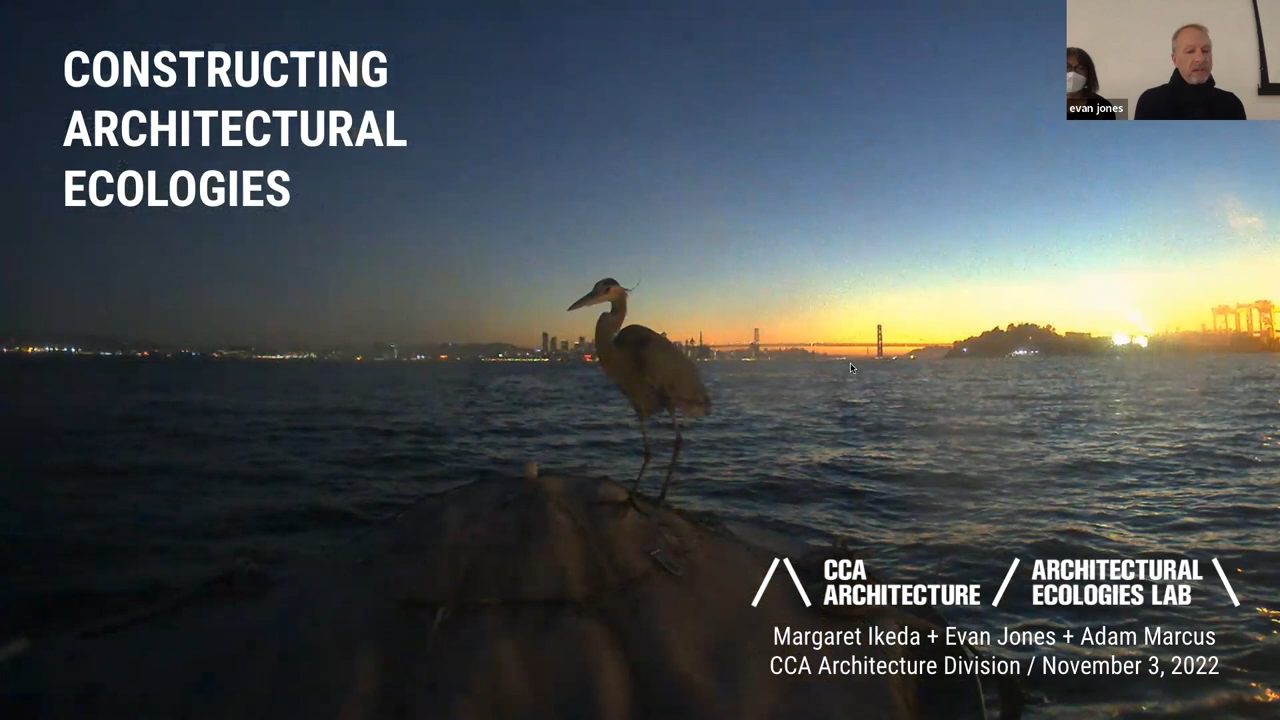 CONSTRUCTING
ARCHITECTURAL
ECOLOGIES
evan jones
CCA
ARCHITECTURE
ARCHITECTURAL
ECOLOGIES LAB
Margaret Ikeda + Evan Jones + Adam Marcus
CCA Architecture Division / November 3, 2022